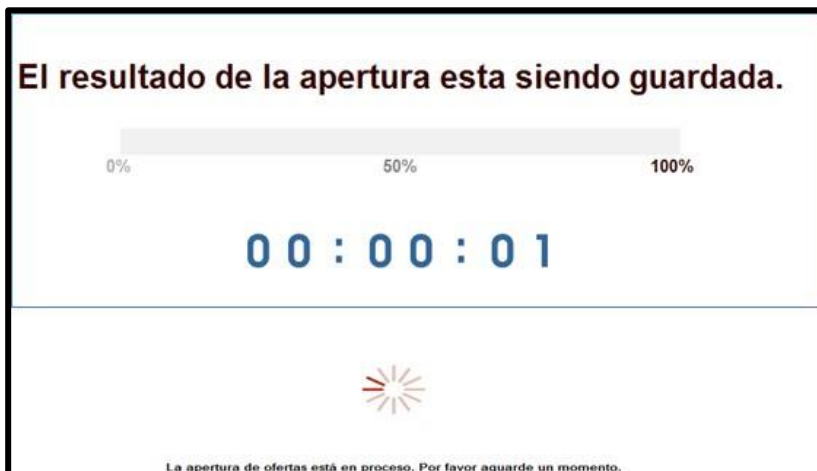 El resultado de la apertura esta siendo guardada.
0% 50% 100%
00:00:01
La apertura de ofertas está en proceso. Por favor aguarde un momento.